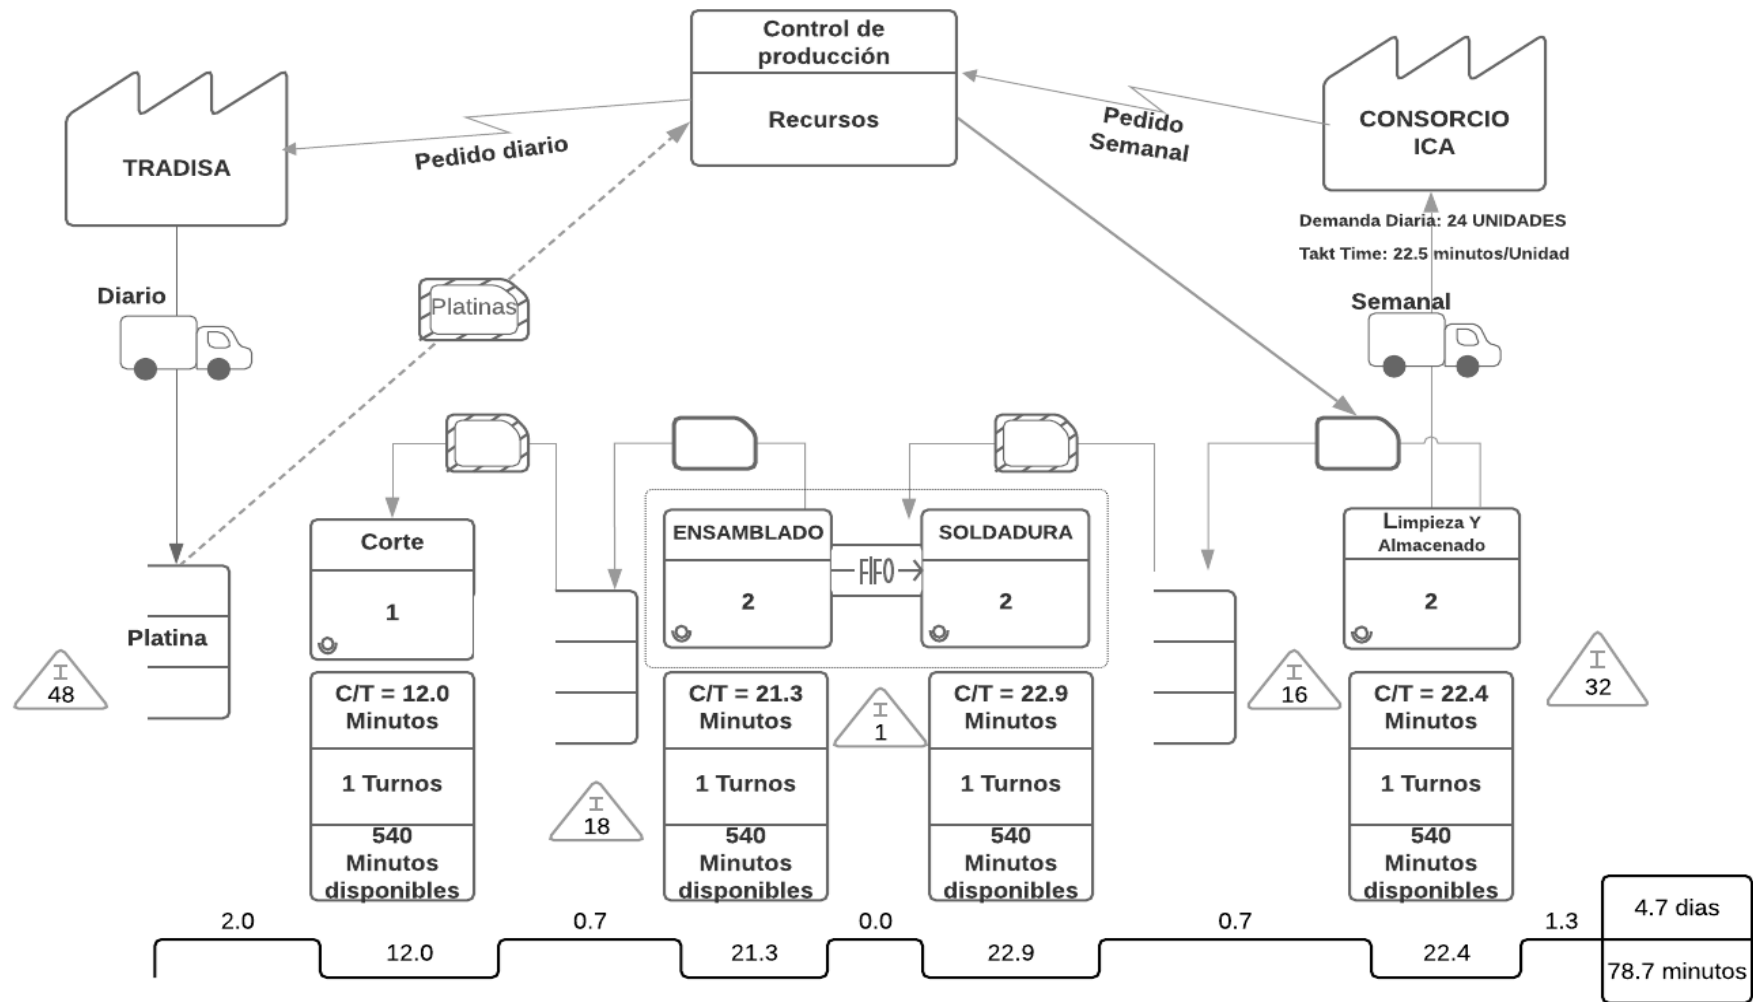 Control de
producción
Recursos
TRADISA
Pedido diario
Pedido
Semanal
CONSORCIO
ICA
Demanda Diaria: 24 UNIDADES
Takt Time: 22.5 minutos/Unidad
Diario
Platinas
Semanal
Platina
48
Corte
1
C/T = 12.0
Minutos
1 Turnos
540
Minutos
disponibles
18
ENSAMBLADO
2
C/T = 21.3
Minutos
1 Turnos
540
Minutos
disponibles
FIFO
1
SOLDADURA
2
C/T = 22.9
Minutos
1 Turnos
540
Minutos
disponibles
16
Limpieza Y
Almacenado
2
C/T = 22.4
Minutos
1 Turnos
540
Minutos
disponibles
32
2.0
12.0
0.7
21.3
0.0
22.9
0.7
22.4
1.3
4.7 dias
78.7 minutos